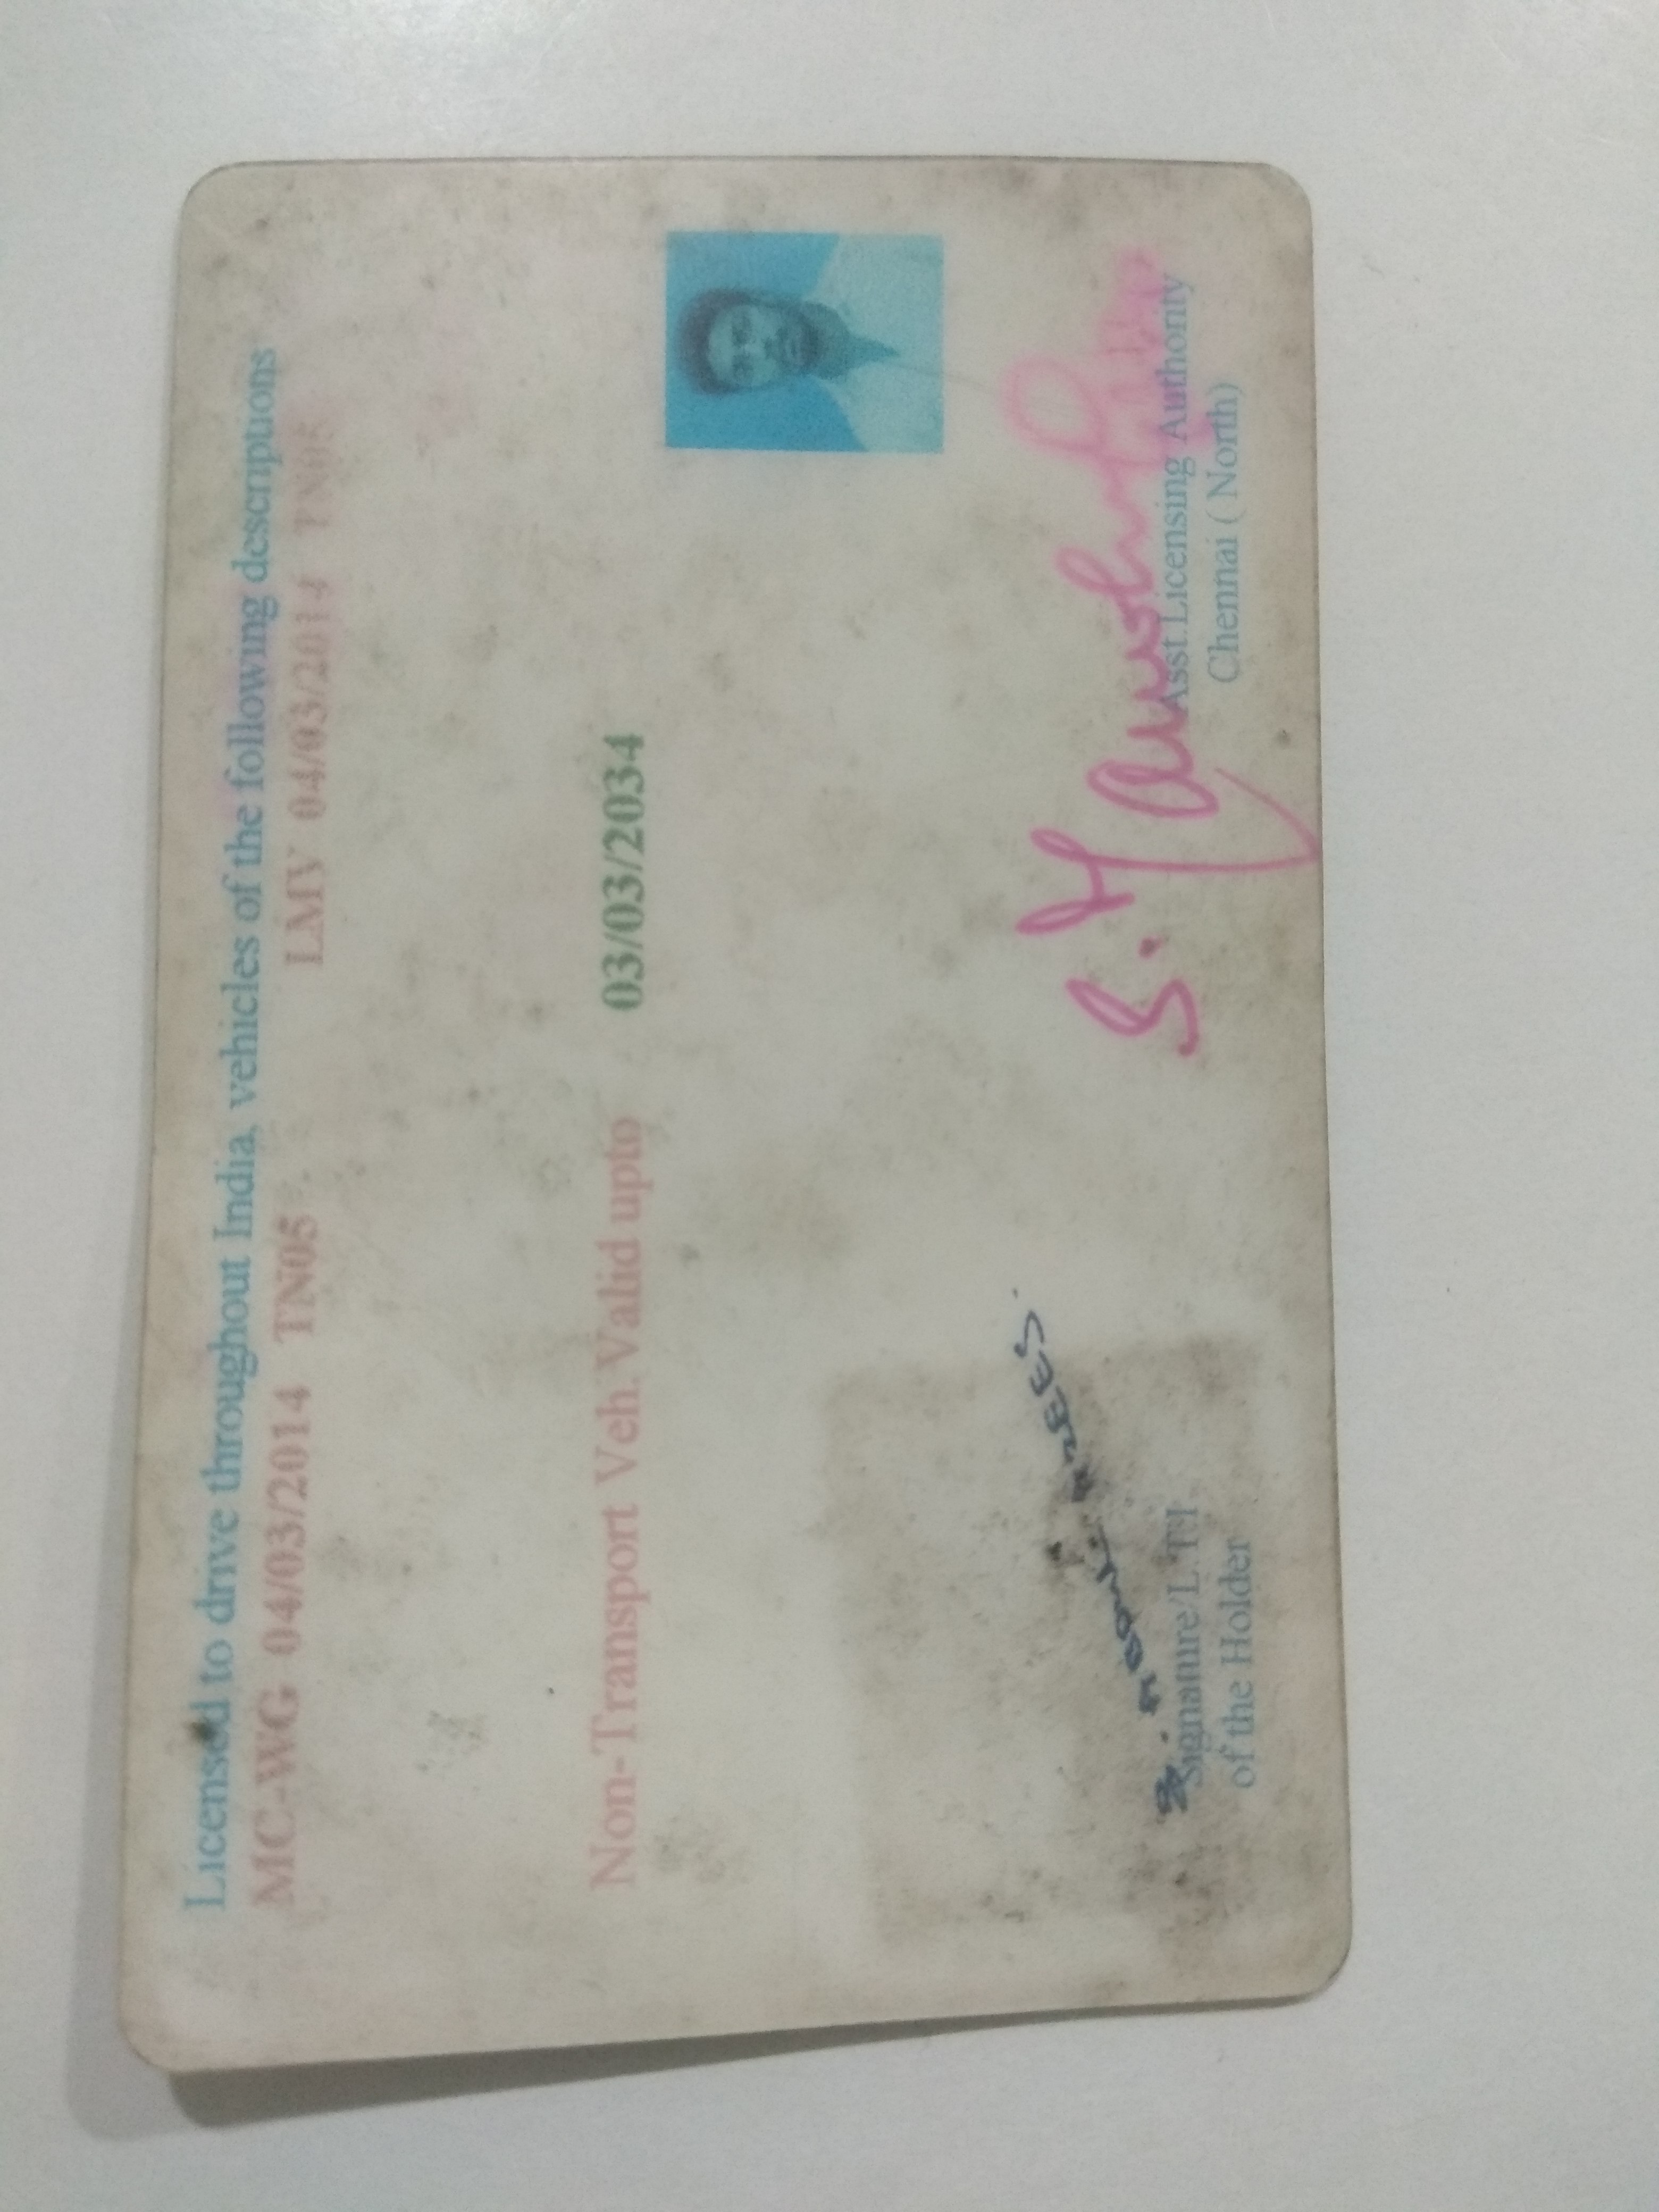 Licensed to drive throughout India, vehicles of the following descriptions
MC-WG 04/03/2014 TN05 LMV 04/03/2014 TN05
Non-Transport Veh.Valid upto 03/03/2034
Signature/L.T.I
of the Holder
Asst.Licensing Authority
Chennai ( North)